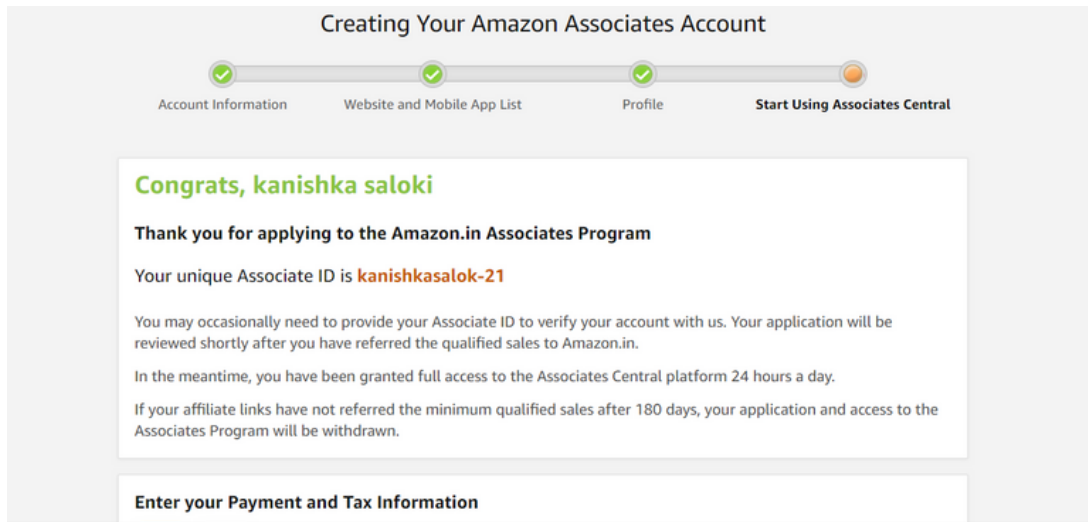 Creating Your Amazon Associates Account
Account Information Website and Mobile App List Profile Start Using Associates Central
Congrats, kanishka saloki
Thank you for applying to the Amazon.in Associates Program
Your unique Associate ID is kanishkasalok-21
You may occasionally need to provide your Associate ID to verify your account with us. Your application will be
reviewed shortly after you have referred the qualified sales to Amazon.in.
In the meantime, you have been granted full access to the Associates Central platform 24 hours a day.
If your affiliate links have not referred the minimum qualified sales after 180 days, your application and access to the
Associates Program will be withdrawn.
Enter your Payment and Tax Information